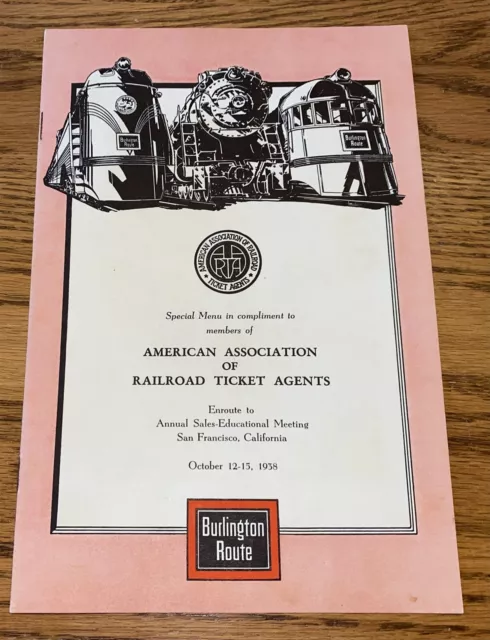 Burlington
Route
Burlington
Route
AMERICAN ASSOCIATION OF RAILROAD
TICKET AGENTS
Special Menu in compliment to
members of
AMERICAN ASSOCIATION
OF
RAILROAD TICKET AGENTS
Enroute to
Annual Sales-Educational Meeting
San Francisco, California
October 12-15, 1938
Burlington
Route